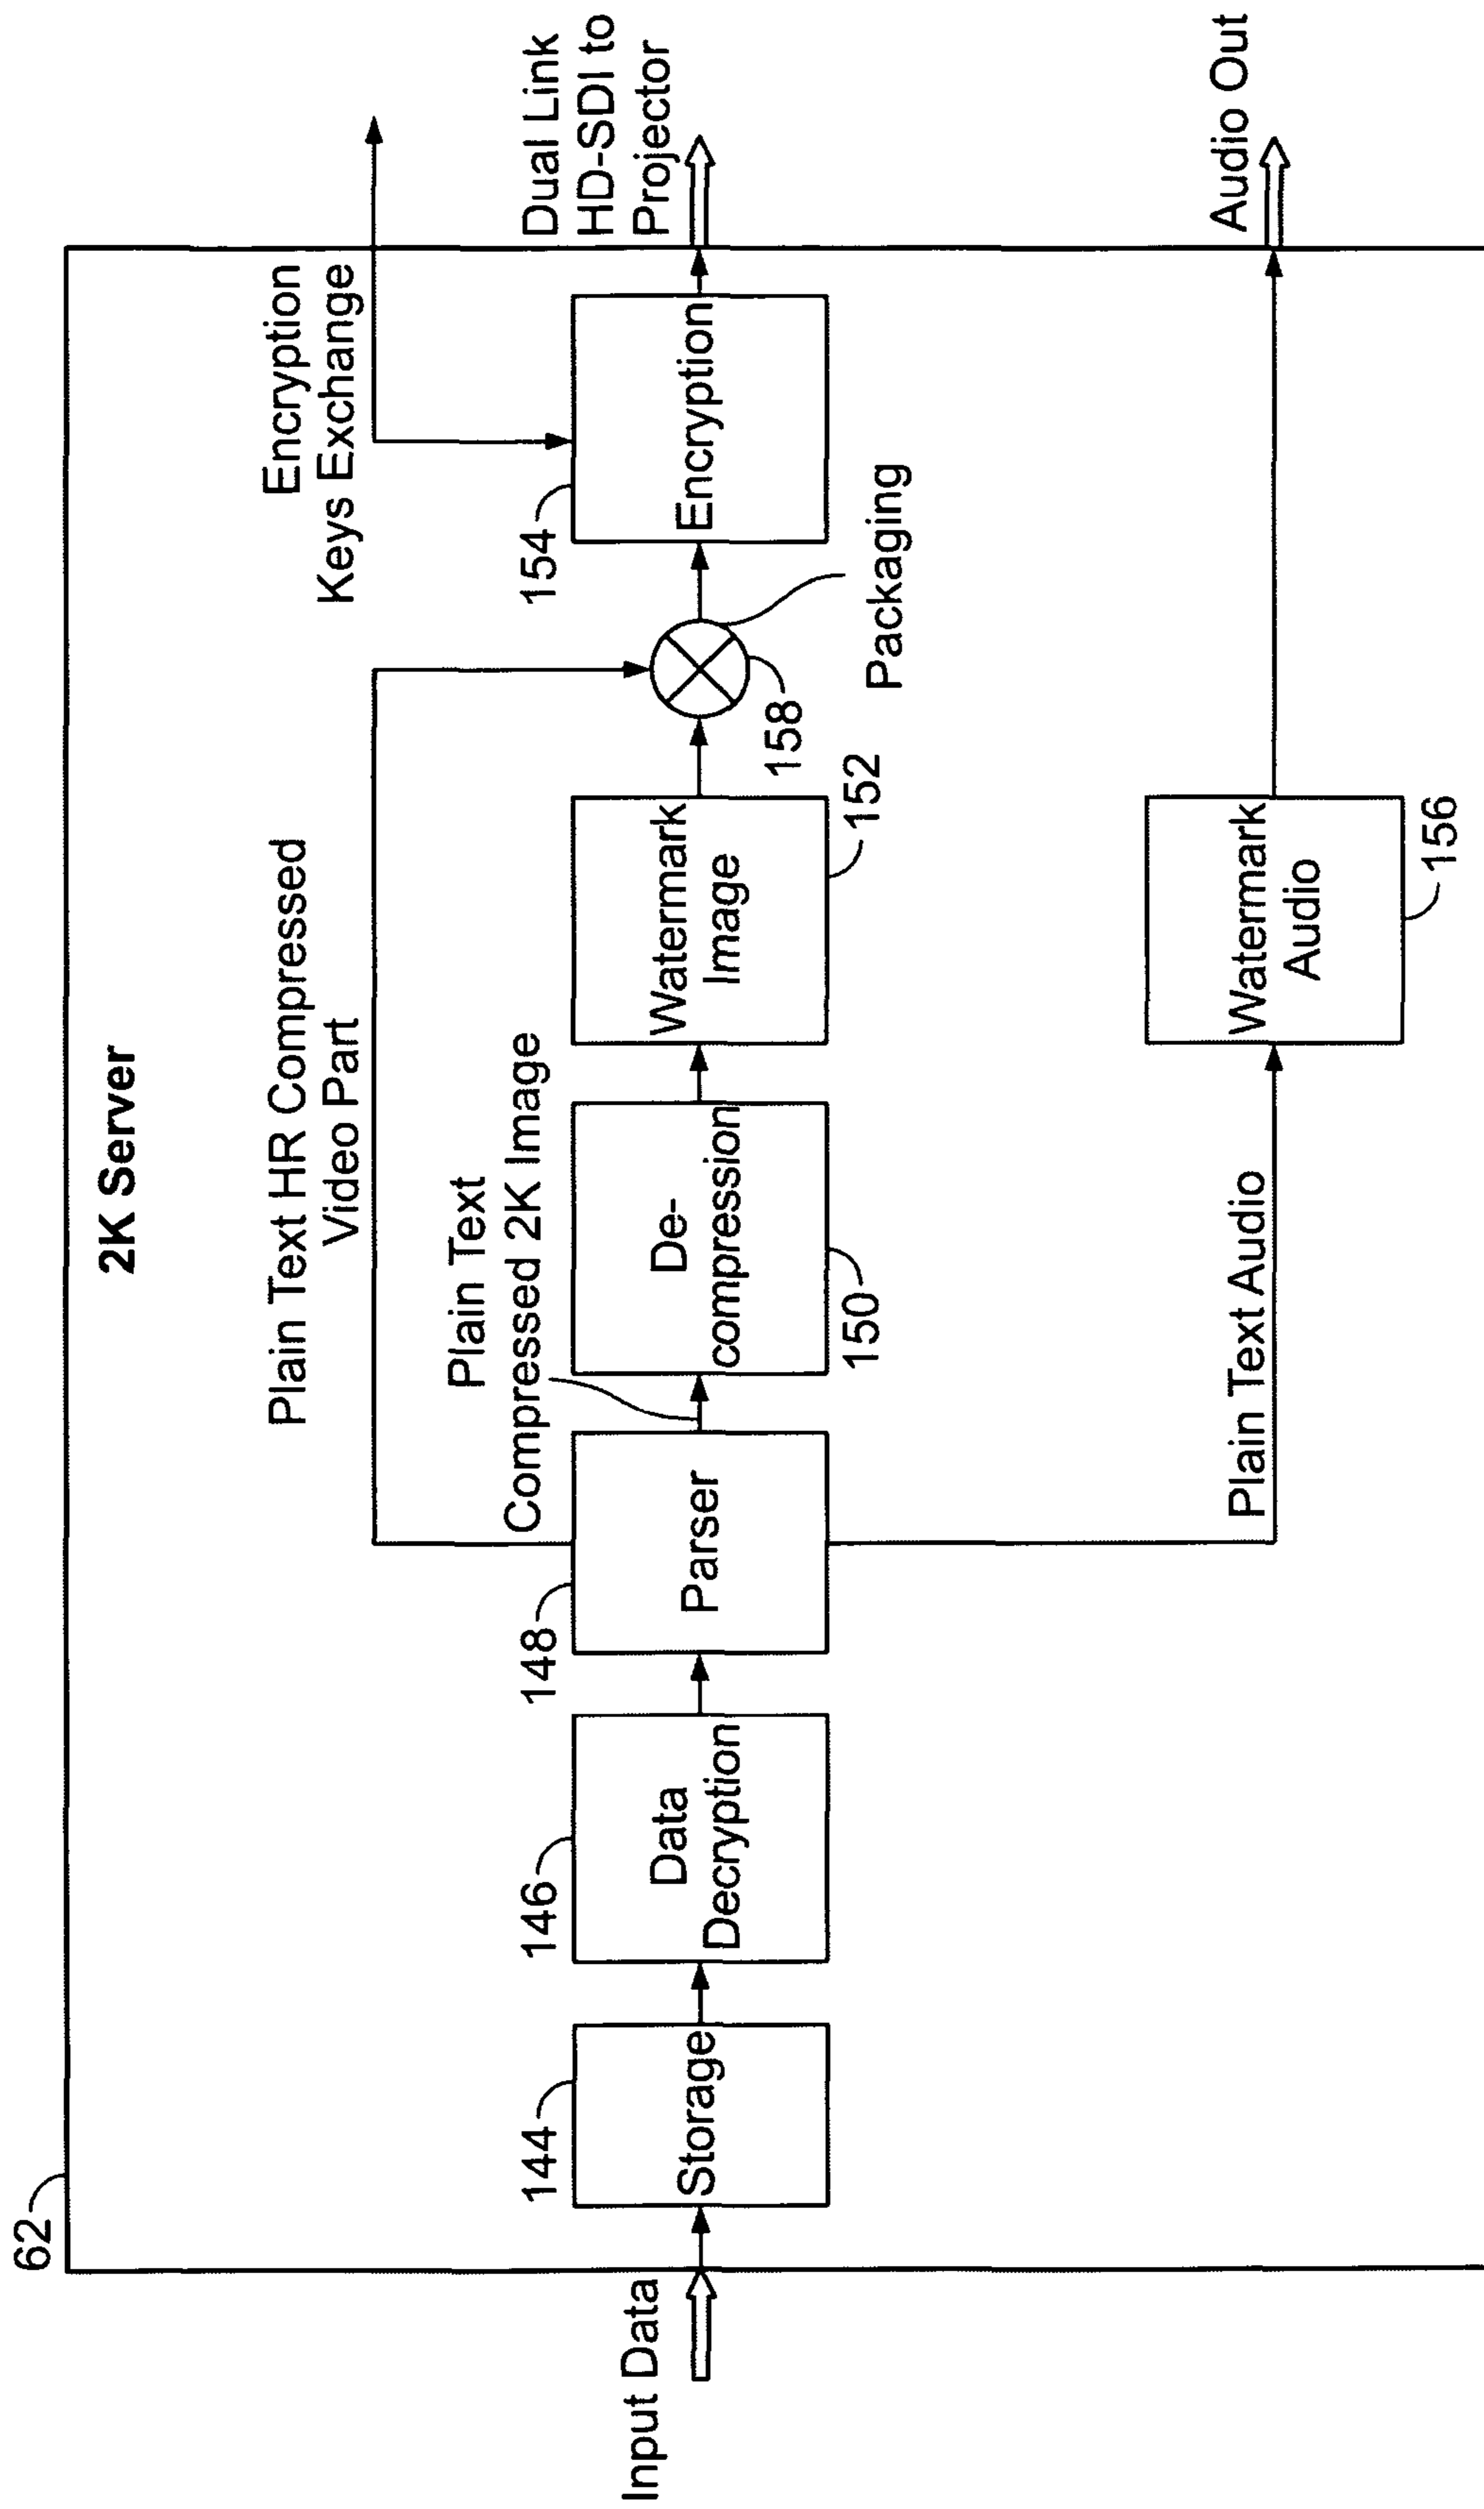 62
2K Server
Encryption
Keys Exchange
Plain Text HR Compressed
Video Part
Plain Text
Compressed 2K Image
Dual Link
HD-SDI to
Projector
Input Data
144
Storage
146
Data
Decryption
148
Parser
De-
compression
150
Watermark
Image
152
158
Packaging
154
Encryption
Plain Text Audio
Watermark
Audio
156
Audio Out